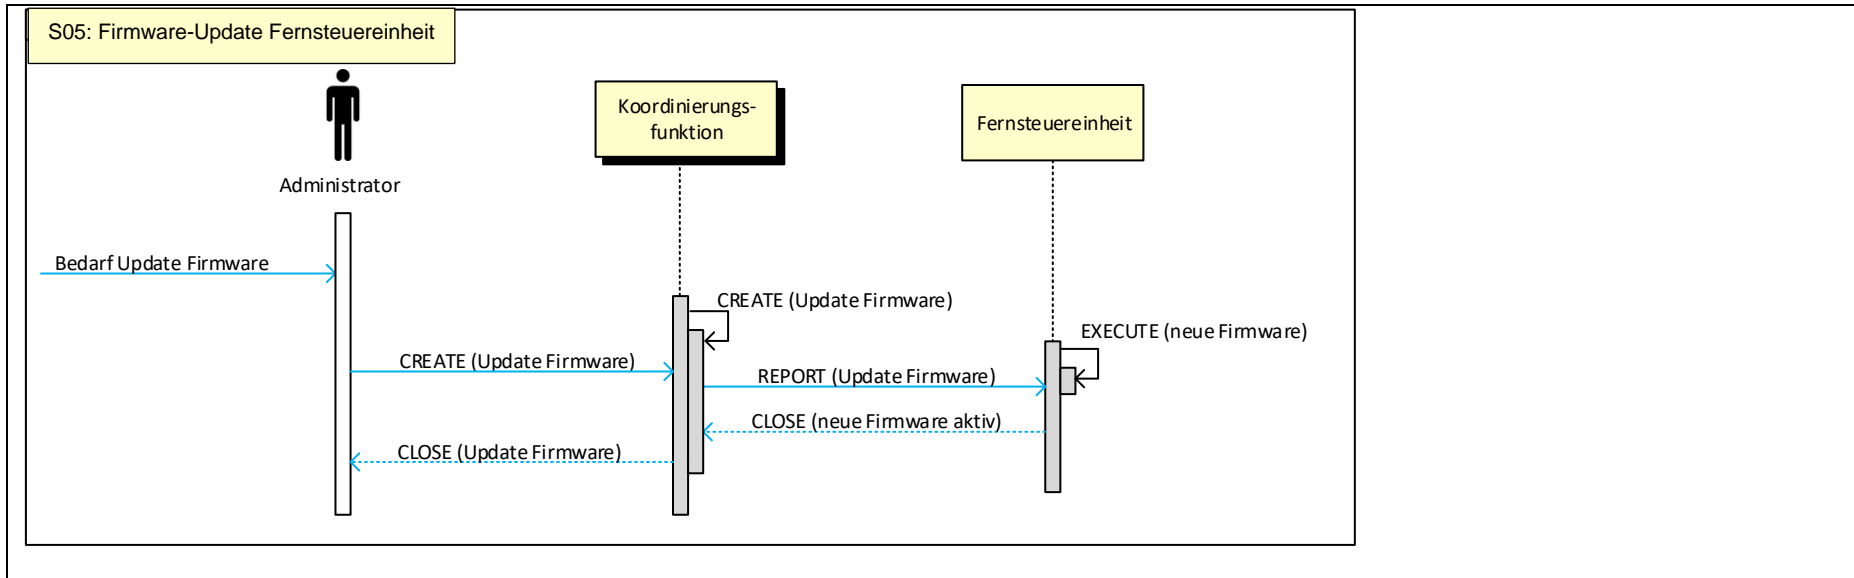 S05: Firmware-Update Fernsteuereinheit
Koordinierungs-
funktion
Fernsteuereinheit
Administrator
Bedarf Update Firmware
CREATE (Update Firmware)
EXECUTE (neue Firmware)
CREATE (Update Firmware)
REPORT (Update Firmware)
CLOSE (neue Firmware aktiv)
CLOSE (Update Firmware)